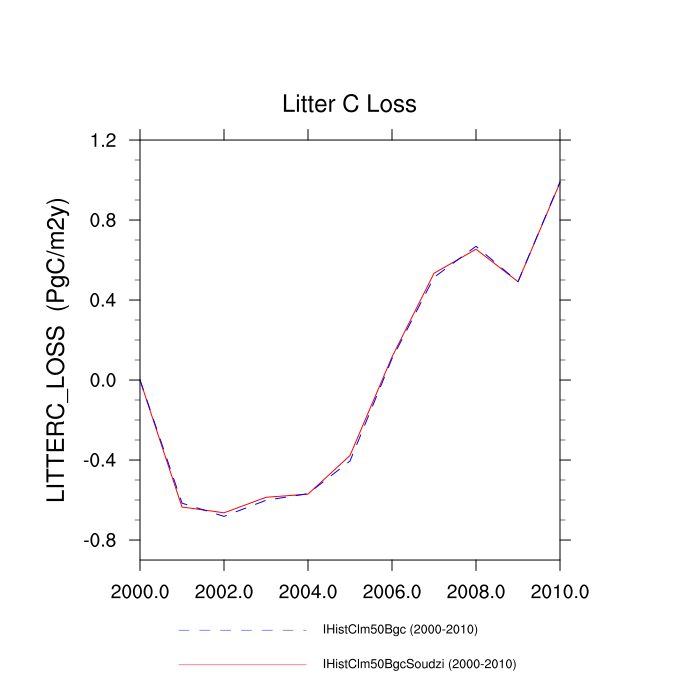 Litter C Loss
LITTERC_LOSS (PgC/m2y)
1.2
0.8
0.4
0.0
-0.4
-0.8
2000.0 2002.0 2004.0 2006.0 2008.0 2010.0
IHistClm50Bgc (2000-2010)
IHistClm50BgcSoudzi (2000-2010)